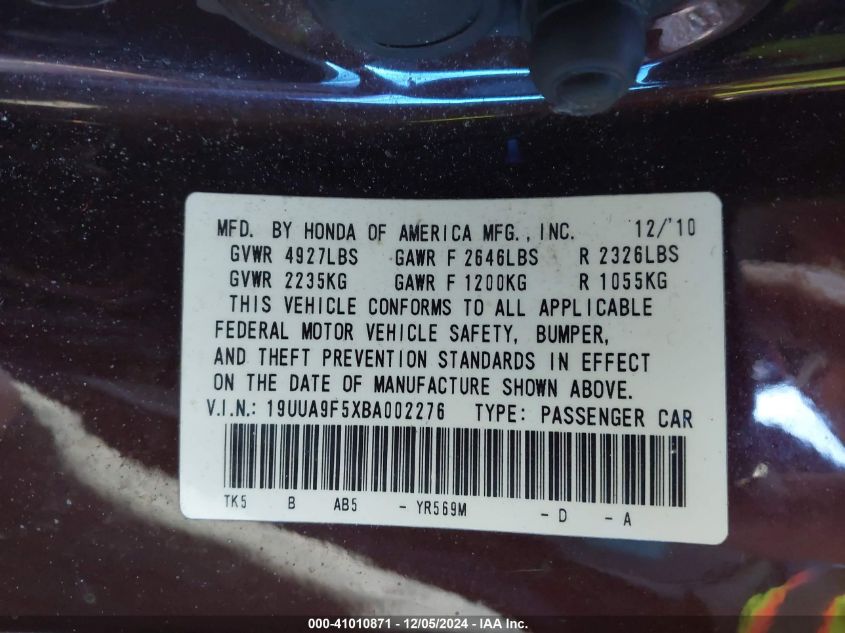 MFD. BY HONDA OF AMERICA MFG., INC. 12/'10
GVWR 4927LBS GAWR F 2646LBS R 2326LBS
GVWR 2235KG GAWR F 1200KG R 1055KG
THIS VEHICLE CONFORMS TO ALL APPLICABLE
FEDERAL MOTOR VEHICLE SAFETY, BUMPER,
AND THEFT PREVENTION STANDARDS IN EFFECT
ON THE DATE OF MANUFACTURE SHOWN ABOVE.
V.I.N.: 19UUA9F5XBA002276 TYPE: PASSENGER CAR
TK5 B AB5 - YR569M - D - A
000-41010871 - 12/05/2024 - IAA Inc.